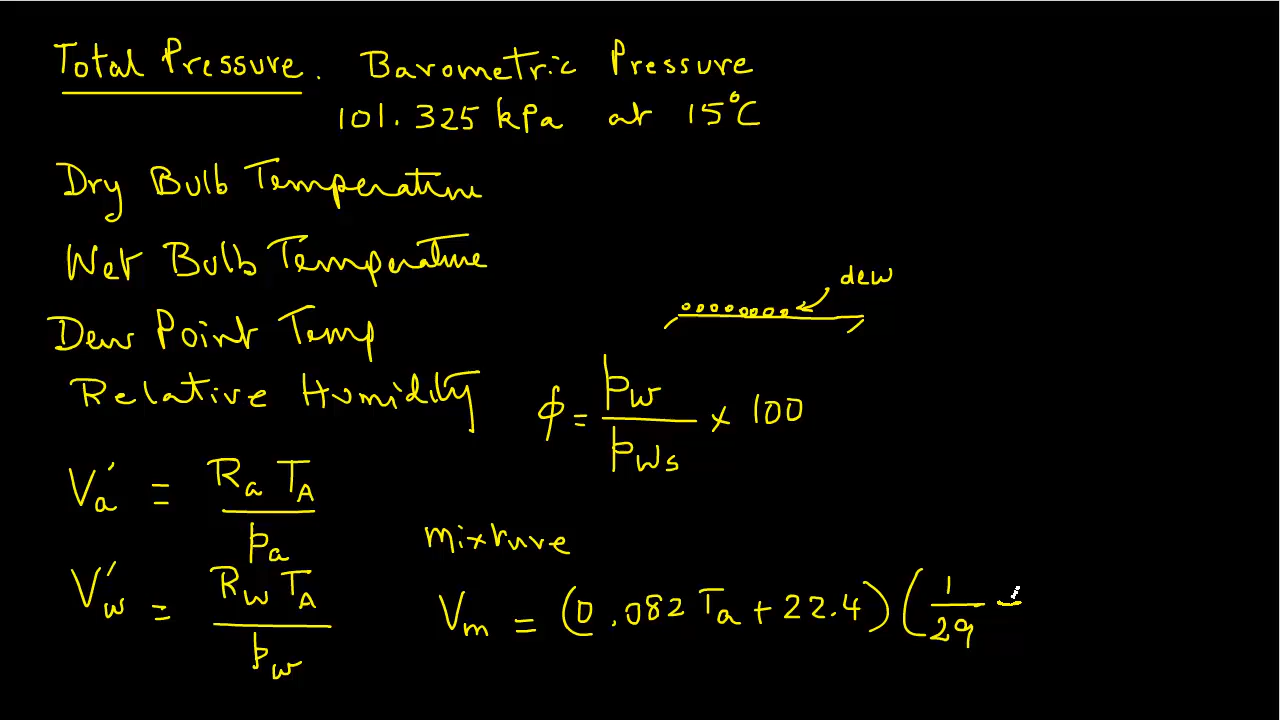 Total Pressure. Barometric Pressure
101.325 kPa at 15°C
Dry Bulb Temperature
Wet Bulb Temperature
dew
Dew Point Temp
Relative Humidity φ = pw / pws × 100
Va' = Ra TA / pa
mixture
Vw' = Rw TA / pw
Vm = (0.082 Ta + 22.4) ( 1 / 29